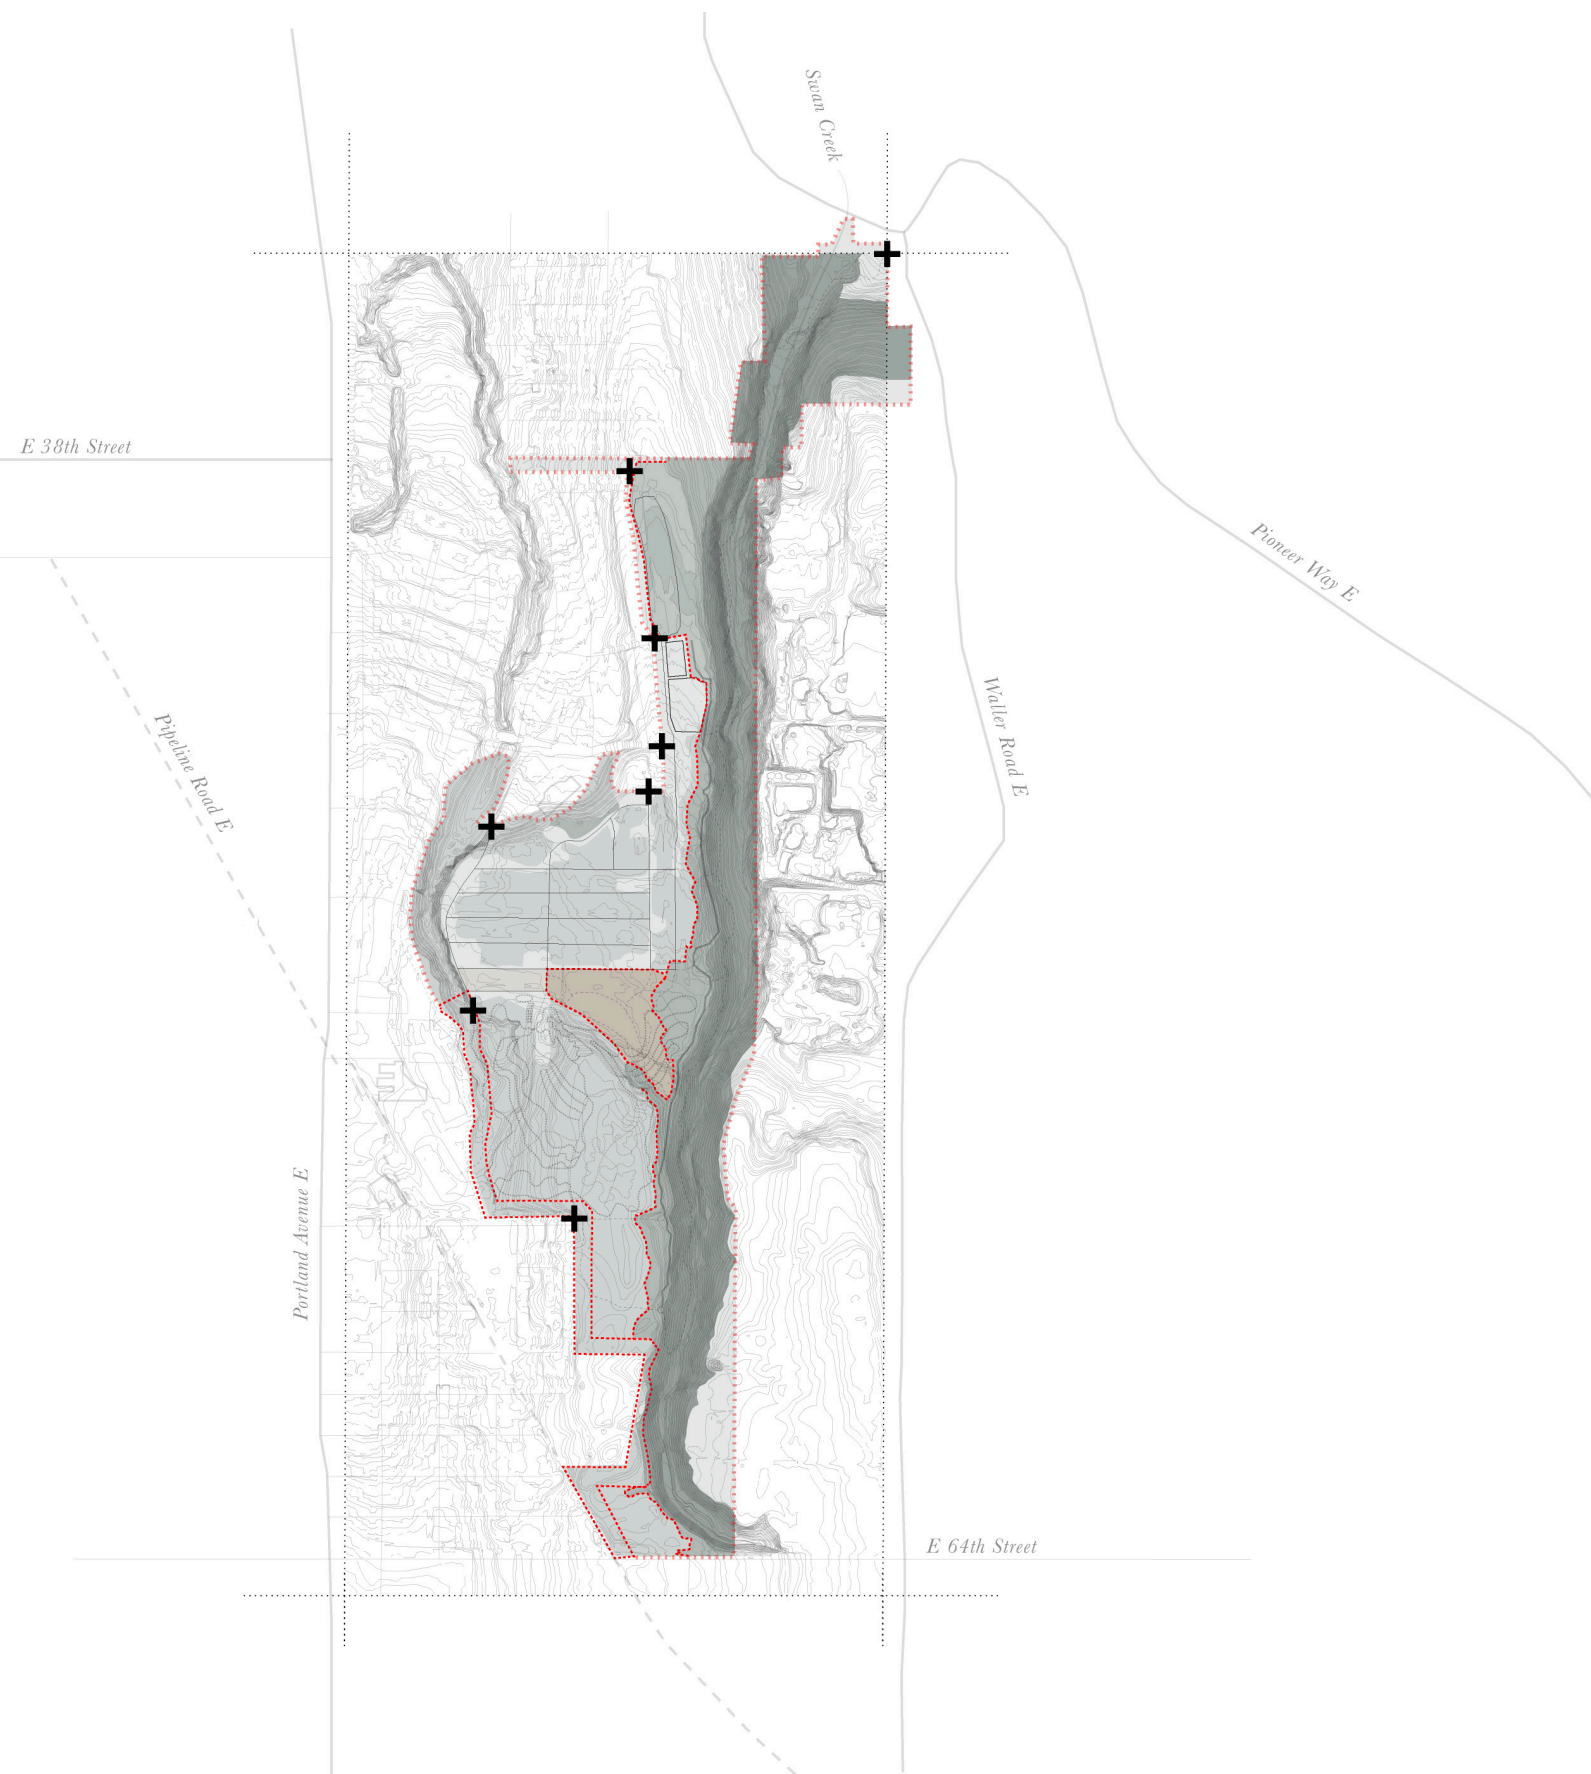 Swan Creek
E 38th Street
Pioneer Way E
Waller Road E
Pipeline Road E
Portland Avenue E
E 64th Street